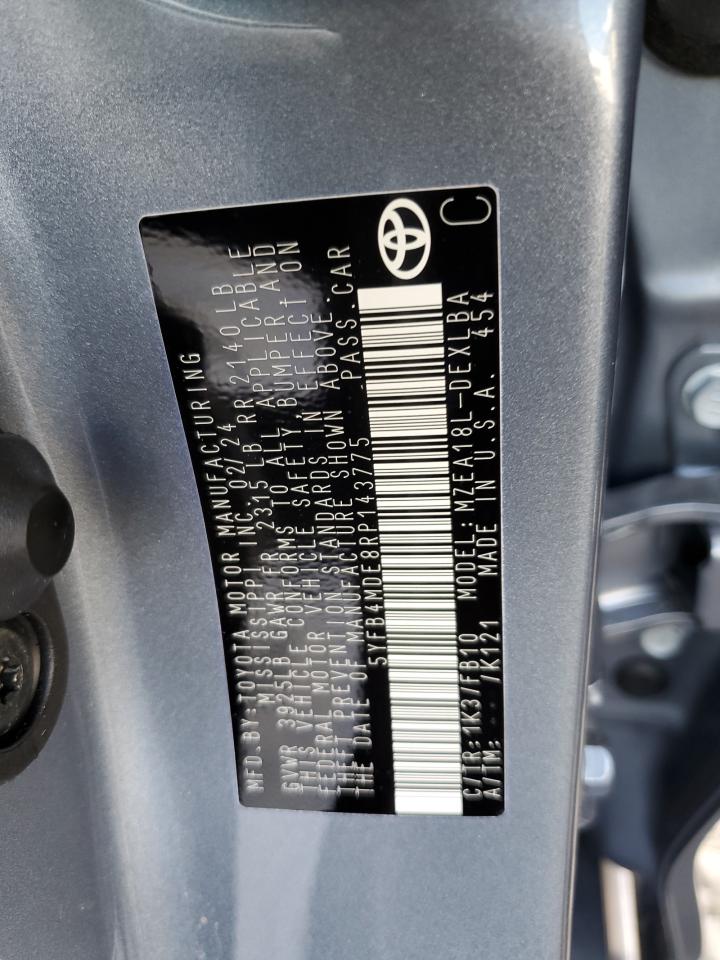 MFD.BY:TOYOTA MOTOR MANUFACTURING
MISSISSIPPI INC. 02/24
GVWR 3925LB GAWR FR 2315 LB RR 2140LB
THIS VEHICLE CONFORMS TO ALL APPLICABLE
FEDERAL MOTOR VEHICLE SAFETY, BUMPER AND
THEFT PREVENTION STANDARDS IN EFFECT ON
THE DATE OF MANUFACTURE SHOWN ABOVE.
5YFB4MDE8RP143775 PASS.CAR
C/TR:1K3/FB10 MODEL:MZEA18L-DEXLBA
A/TM: --- /K121 MADE IN U.S.A. 454
C